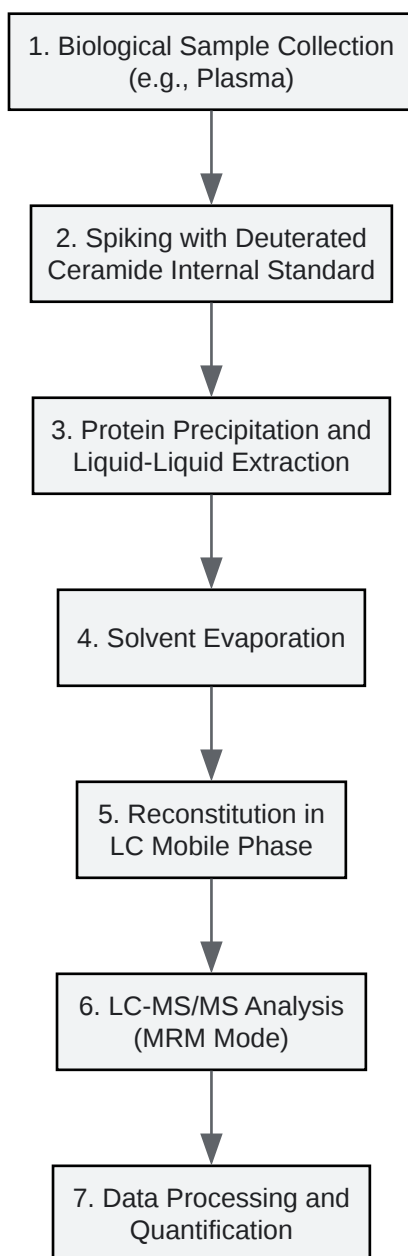 1. Biological Sample Collection
(e.g., Plasma)
2. Spiking with Deuterated
Ceramide Internal Standard
3. Protein Precipitation and
Liquid-Liquid Extraction
4. Solvent Evaporation
5. Reconstitution in
LC Mobile Phase
6. LC-MS/MS Analysis
(MRM Mode)
7. Data Processing and
Quantification